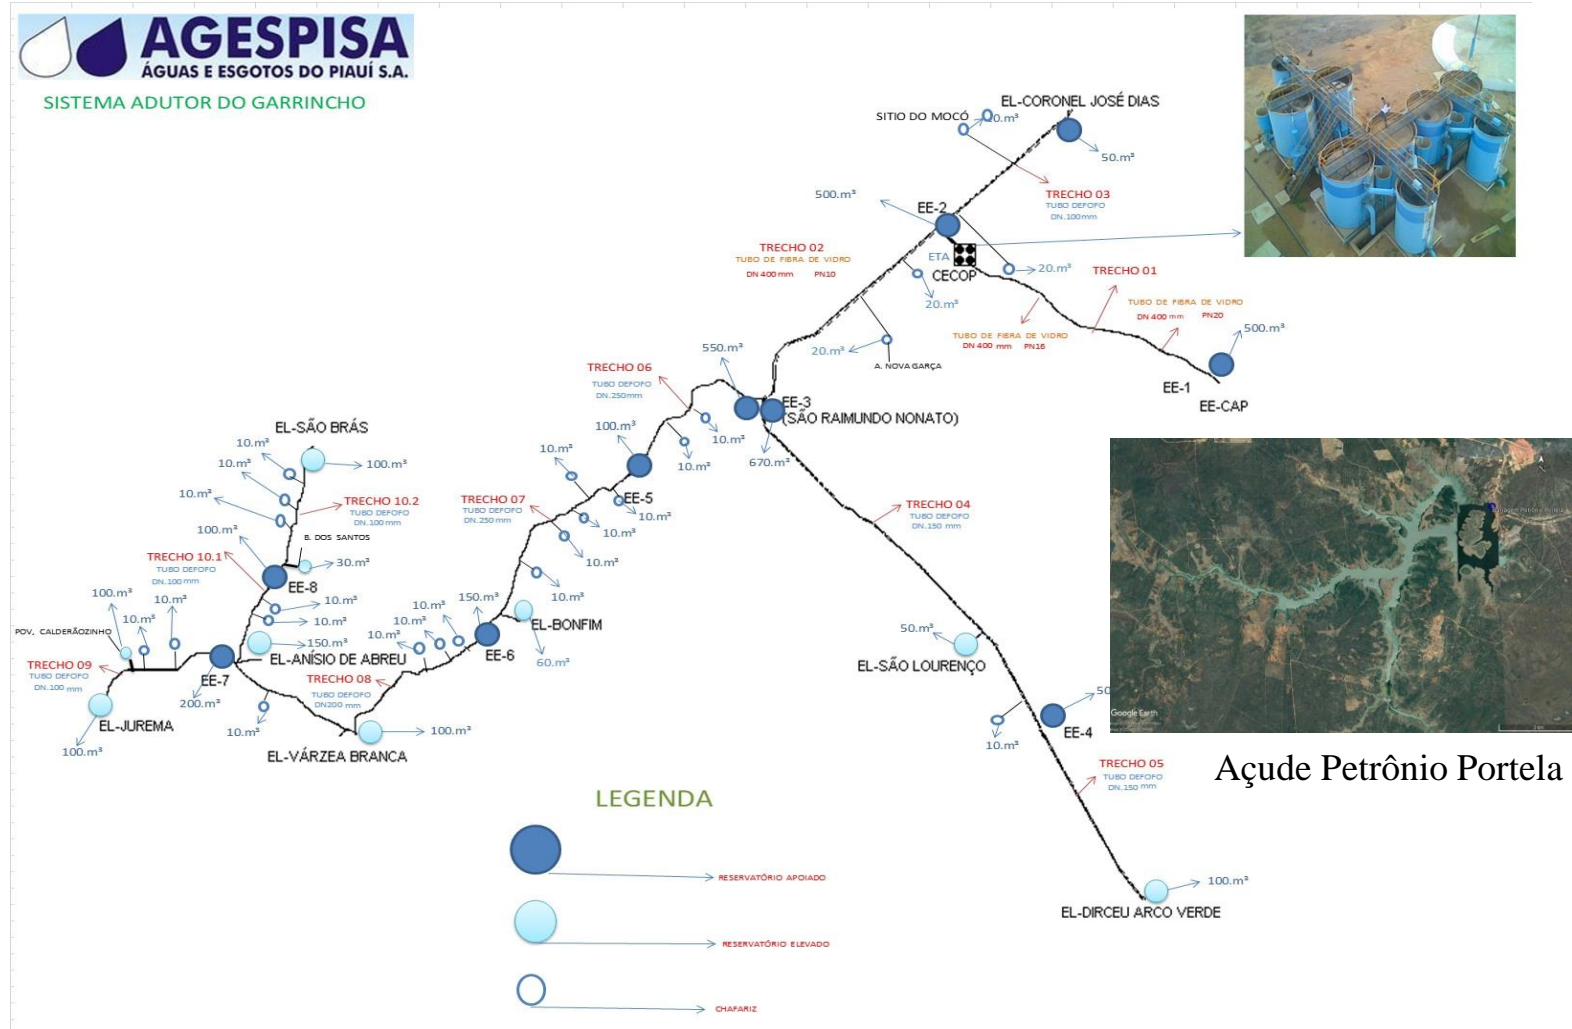 AGESPISA
ÁGUAS E ESGOTOS DO PIAUÍ S.A.
SISTEMA ADUTOR DO GARRINCHO
EL-CORONEL JOSÉ DIAS
SITIO DO MOCÓ
50.m³
TRECHO 03
TUBO DEFOFO
DN.100mm
500.m³
EE-2
TRECHO 02
TUBO DE FIBRA DE VIDRO
DN 400 mm PN10
ETA
CECOP
20.m³
20.m³
TRECHO 01
TUBO DE FIBRA DE VIDRO
DN 400 mm PN20
TUBO DE FIBRA DE VIDRO
DN 400 mm PN16
500.m³
EE-1
EE-CAP
20.m³
A. NOVA GARÇA
550.m³
EE-3
(SÃO RAIMUNDO NONATO)
670.m³
TRECHO 06
TUBO DEFOFO
DN.250mm
10.m³
10.m³
100.m³
EE-5
10.m³
10.m³
10.m³
10.m³
10.m³
TRECHO 07
TUBO DEFOFO
DN.250 mm
EL-SÃO BRÁS
10.m³
10.m³
10.m³
100.m³
TRECHO 10.2
TUBO DEFOFO
DN.100 mm
100.m³
B. DOS SANTOS
30.m³
TRECHO 10.1
TUBO DEFOFO
DN.100 mm
EE-8
10.m³
10.m³
150.m³
EL-ANÍSIO DE ABREU
100.m³
10.m³
10.m³
POV. CALDERÃOZINHO
TRECHO 09
TUBO DEFOFO
DN.100 mm
EE-7
200.m³
EL-JUREMA
100.m³
10.m³
TRECHO 08
TUBO DEFOFO
DN200 mm
10.m³
10.m³
10.m³
150.m³
EE-6
EL-BONFIM
60.m³
100.m³
EL-VÁRZEA BRANCA
TRECHO 04
TUBO DEFOFO
DN.150 mm
50.m³
EL-SÃO LOURENÇO
10.m³
50
EE-4
TRECHO 05
TUBO DEFOFO
DN.150 mm
100.m³
EL-DIRCEU ARCO VERDE
Google Earth
Açude Petrônio Portela
LEGENDA
RESERVATÓRIO APOIADO
RESERVATÓRIO ELEVADO
CHAFARIZ